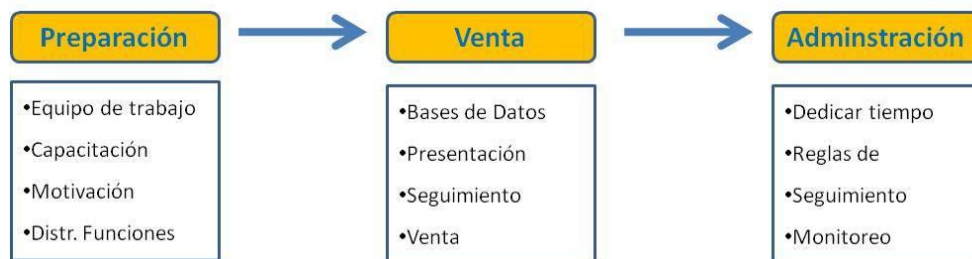 Preparación
Venta
Adminstración
•Equipo de trabajo
•Capacitación
•Motivación
•Distr. Funciones
•Bases de Datos
•Presentación
•Seguimiento
•Venta
•Dedicar tiempo
•Reglas de
•Seguimiento
•Monitoreo